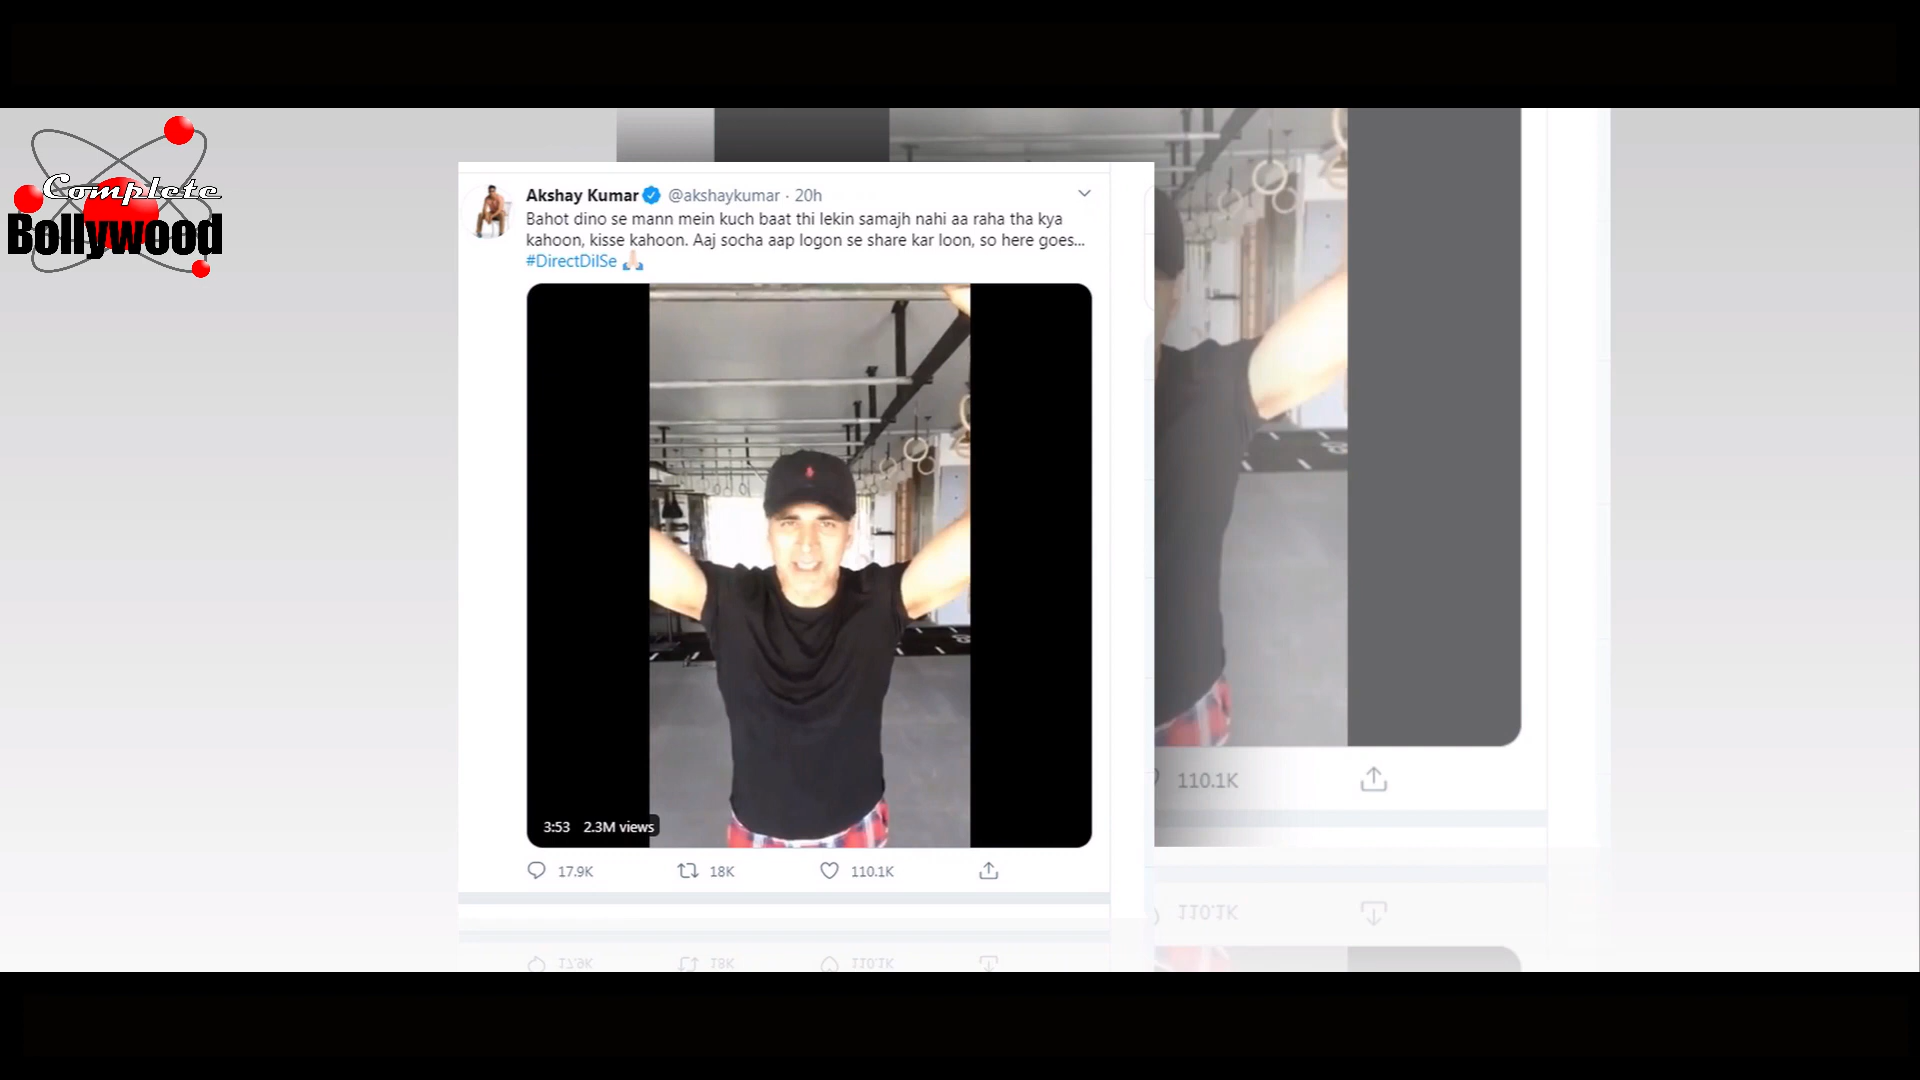 Complete
Bollywood
Akshay Kumar @akshaykumar · 20h
Bahot dino se mann mein kuch baat thi lekin samajh nahi aa raha tha kya
kahoon, kisse kahoon. Aaj socha aap logon se share kar loon, so here goes...
#DirectDilSe 🙏🏻
3:53 2.3M views
17.9K 18K 110.1K
110.1K